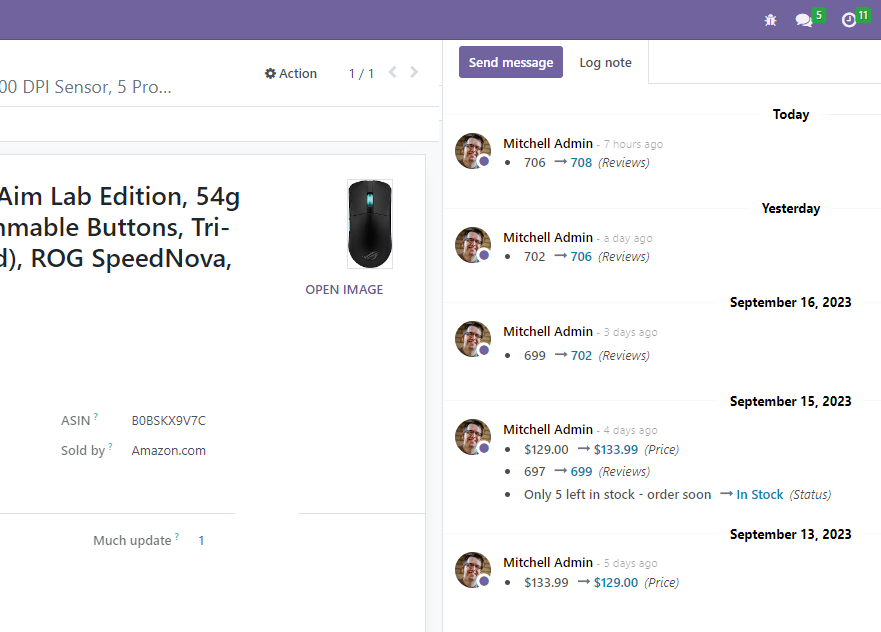 5
11
00 DPI Sensor, 5 Pro...
Action
1 / 1
Aim Lab Edition, 54g
mmable Buttons, Tri-
d), ROG SpeedNova,
OPEN IMAGE
ASIN ?
B0BSKX9V7C
Sold by ?
Amazon.com
Much update ?
1
Send message
Log note
Today
Mitchell Admin - 7 hours ago
• 706 → 708 (Reviews)
Yesterday
Mitchell Admin - a day ago
• 702 → 706 (Reviews)
September 16, 2023
Mitchell Admin - 3 days ago
• 699 → 702 (Reviews)
September 15, 2023
Mitchell Admin - 4 days ago
• $129.00 → $133.99 (Price)
• 697 → 699 (Reviews)
• Only 5 left in stock - order soon → In Stock (Status)
September 13, 2023
Mitchell Admin - 5 days ago
• $133.99 → $129.00 (Price)